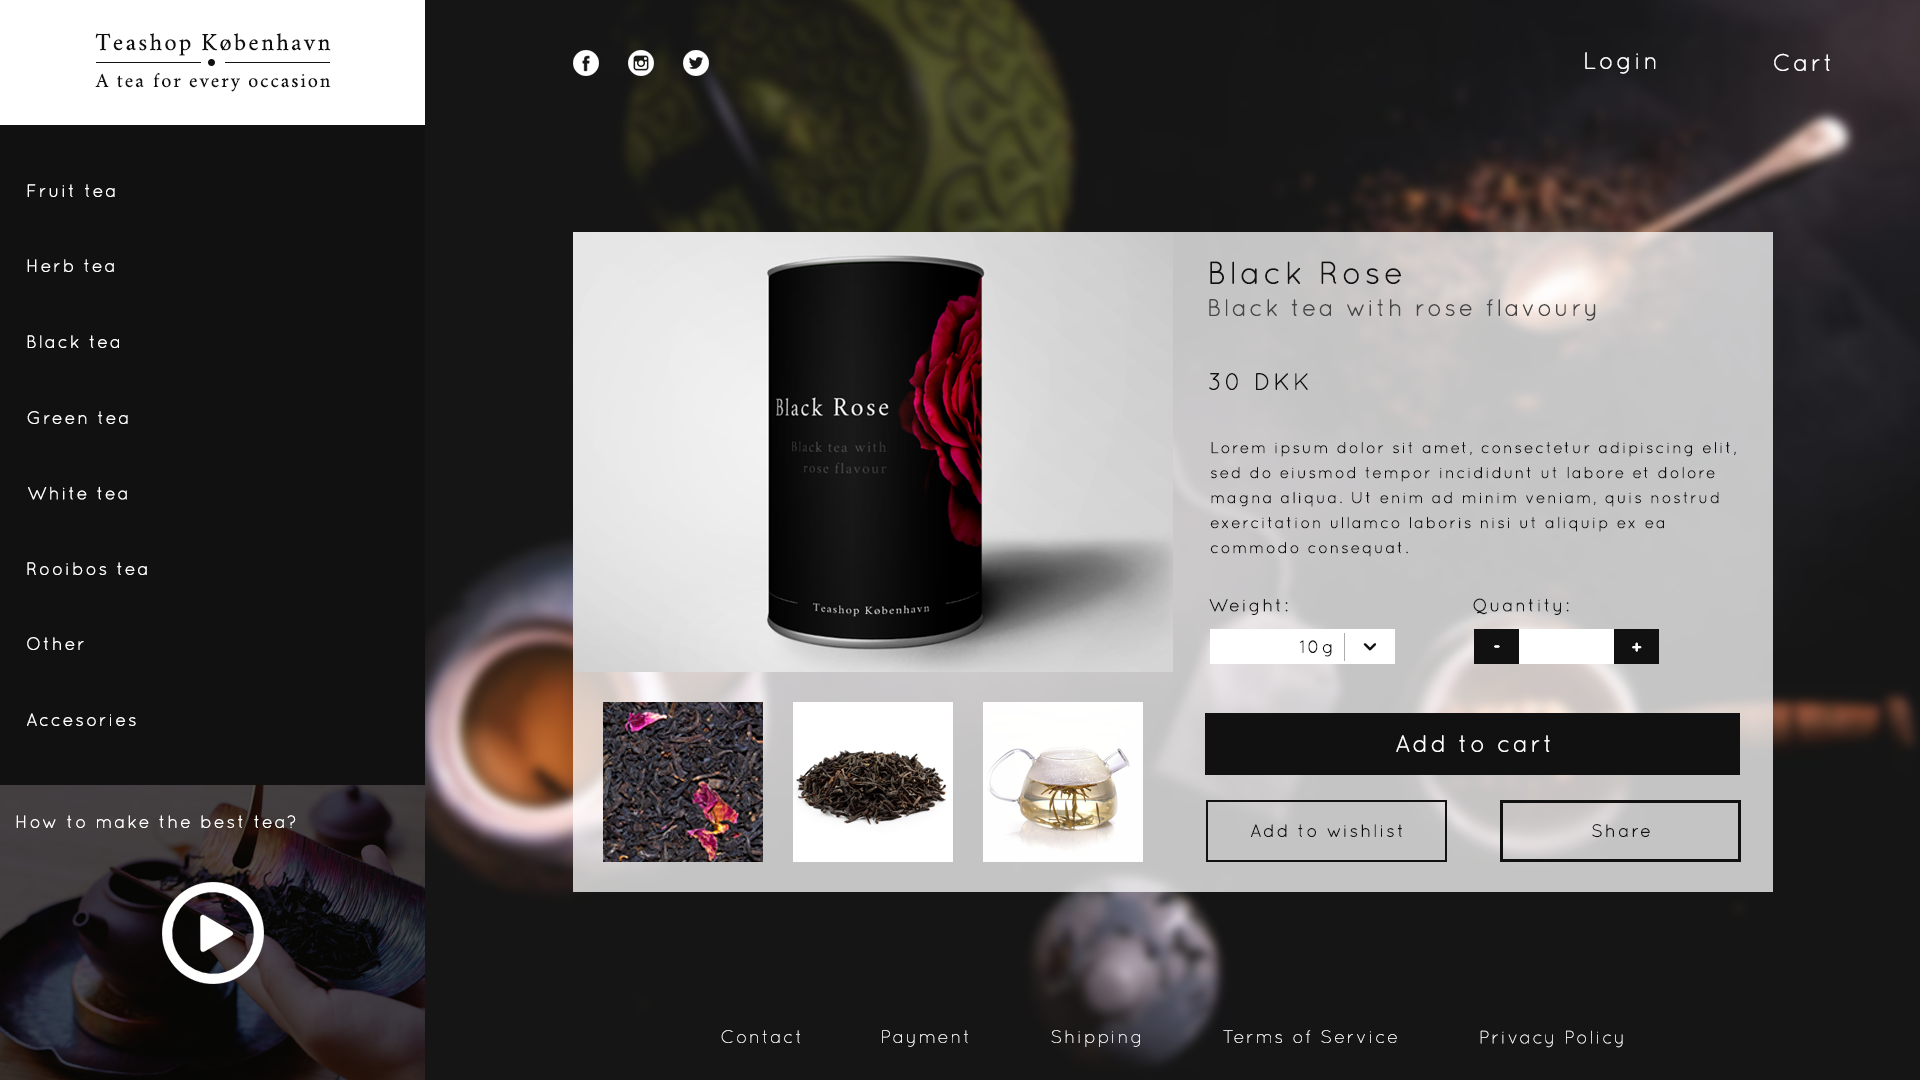 Teashop København
A tea for every occasion
Login
Cart
Fruit tea
Herb tea
Black tea
Green tea
White tea
Rooibos tea
Other
Accesories
How to make the best tea?
Black Rose
Black tea with
rose flavour
Teashop København
Black Rose
Black tea with rose flavoury
30 DKK
Lorem ipsum dolor sit amet, consectetur adipiscing elit,
sed do eiusmod tempor incididunt ut labore et dolore
magna aliqua. Ut enim ad minim veniam, quis nostrud
exercitation ullamco laboris nisi ut aliquip ex ea
commodo consequat.
Weight:
Quantity:
10g
-
+
Add to cart
Add to wishlist
Share
Contact
Payment
Shipping
Terms of Service
Privacy Policy